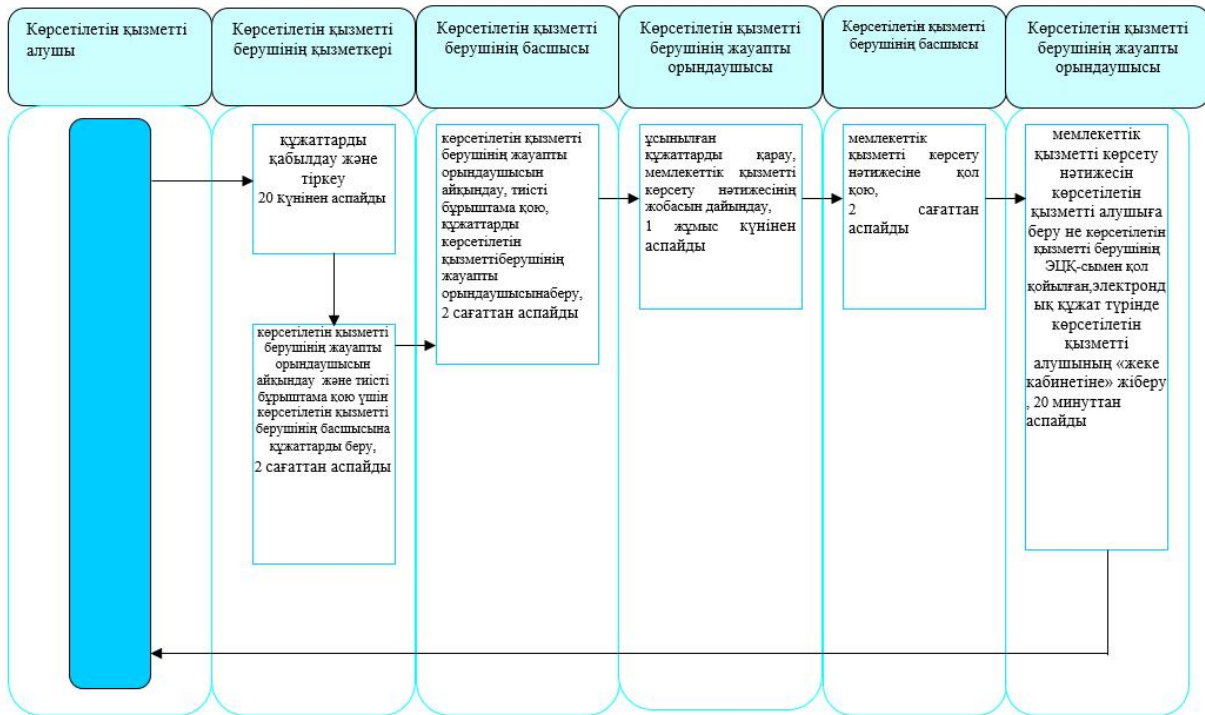 Көрсетілетін қызметті
алушы
Көрсетілетін қызметті
берушінің қызметкері
Көрсетілетін қызметті
берушінің басшысы
Көрсетілетін қызметті
берушінің жауапты
орындаушысы
Көрсетілетін қызметті
берушінің басшысы
Көрсетілетін қызметті
берушінің жауапты
орындаушысы
құжаттарды
қабылдау және
тіркеу
20 күнінен аспайды
көрсетілетін қызметті
берушінің жауапты
орындаушысын
айқындау және тиісті
бұрыштама қою үшін
көрсетілетін қызметті
берушінің басшысына
құжаттарды беру,
2 сағаттан аспайды
көрсетілетін қызметті
берушінің жауапты
орындаушысын
айқындау, тиісті
бұрыштама қою,
құжаттарды
көрсетілетін
қызметтіберушінің
жауапты
орындаушысынаберу,
2 сағаттан аспайды
ұсынылған
құжаттарды қарау,
мемлекеттік қызметті
көрсету нәтижесінің
жобасын дайындау,
1 жұмыс күнінен
аспайды
мемлекеттік
қызметті көрсету
нәтижесіне қол
қою,
2 сағаттан
аспайды
мемлекеттік
қызметті көрсету
нәтижесін
көрсетілетін
қызметті алушыға
беру не көрсетілетін
қызметті берушінің
ЭЦҚ-сымен қол
қойылған,электронд
ық құжат түрінде
көрсетілетін
қызметті
алушының «жеке
кабинетіне» жіберу
, 20 минуттан
аспайды